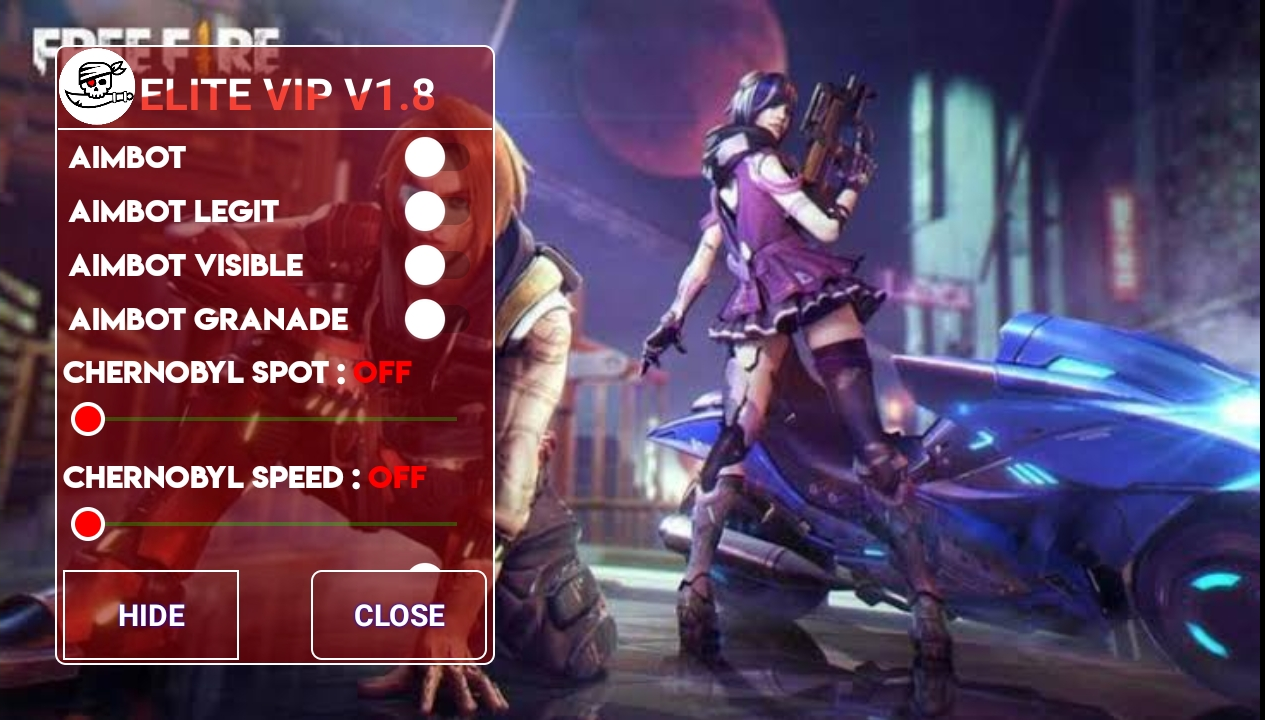 FREE FIRE
ELITE VIP V1.8
AIMBOT
AIMBOT LEGIT
AIMBOT VISIBLE
AIMBOT GRANADE
CHERNOBYL SPOT : OFF
CHERNOBYL SPEED : OFF
HIDE
CLOSE